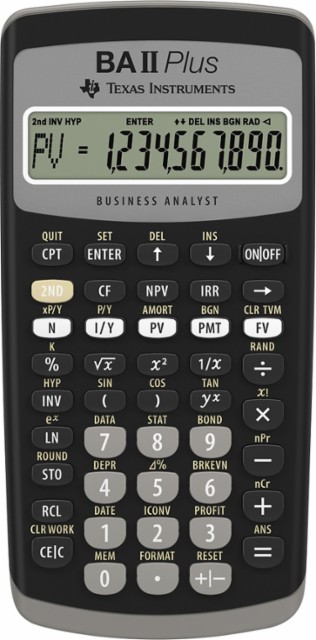 BA II Plus
TEXAS INSTRUMENTS
2nd INV HYP ENTER ↑↓ DEL INS BGN RAD ◁
PV = 1,234,567,890.
BUSINESS ANALYST
QUIT SET DEL INS
CPT ENTER ↑ ↓ ON|OFF
2ND CF NPV IRR →
xP/Y P/Y AMORT BGN CLR TVM
N I/Y PV PMT FV
K RAND
% √x x² 1/x ÷
HYP SIN COS TAN x!
INV ( ) yˣ ×
eˣ DATA STAT BOND nPr
LN 7 8 9 −
ROUND DEPR Δ% BRKEVN nCr
STO 4 5 6 +
DATE ICONV PROFIT
RCL 1 2 3
CLR WORK ANS
CE|C =
MEM FORMAT RESET
0 . +|−